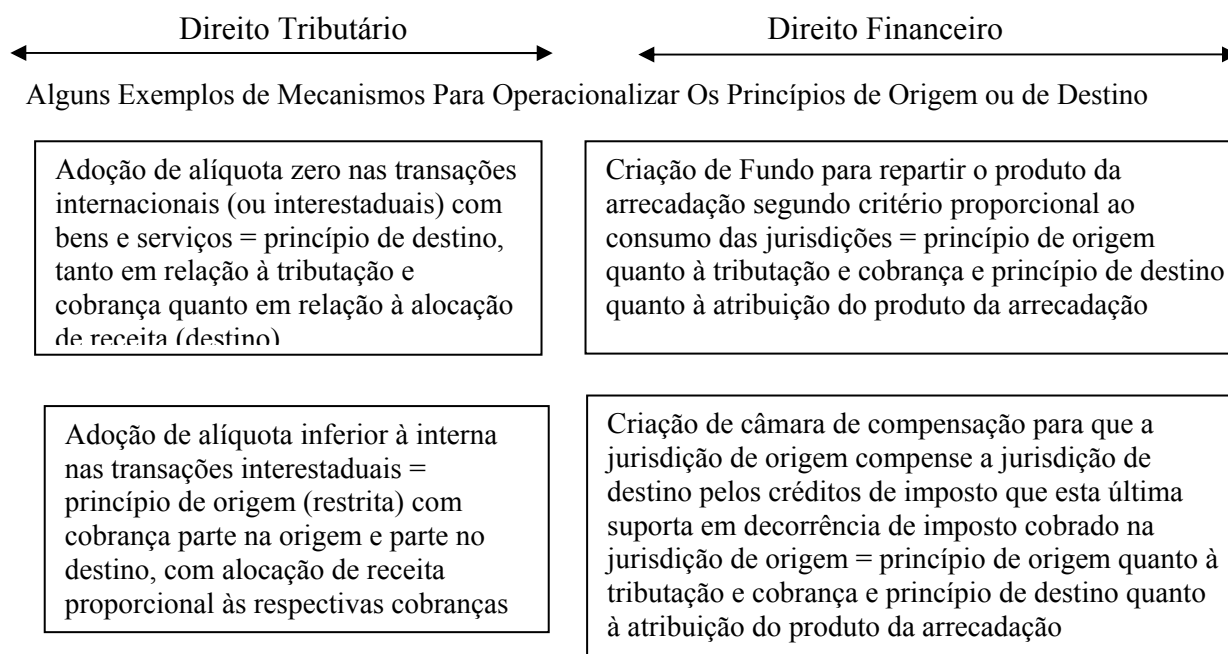 Direito Tributário
Direito Financeiro
Alguns Exemplos de Mecanismos Para Operacionalizar Os Princípios de Origem ou de Destino
Adoção de alíquota zero nas transações
internacionais (ou interestaduais) com
bens e serviços = princípio de destino,
tanto em relação à tributação e
cobrança quanto em relação à alocação
de receita (destino)
Criação de Fundo para repartir o produto da
arrecadação segundo critério proporcional ao
consumo das jurisdições = princípio de origem
quanto à tributação e cobrança e princípio de destino
quanto à atribuição do produto da arrecadação
Adoção de alíquota inferior à interna
nas transações interestaduais =
princípio de origem (restrita) com
cobrança parte na origem e parte no
destino, com alocação de receita
proporcional às respectivas cobranças
Criação de câmara de compensação para que a
jurisdição de origem compense a jurisdição de
destino pelos créditos de imposto que esta última
suporta em decorrência de imposto cobrado na
jurisdição de origem = princípio de origem quanto à
tributação e cobrança e princípio de destino quanto
à atribuição do produto da arrecadação